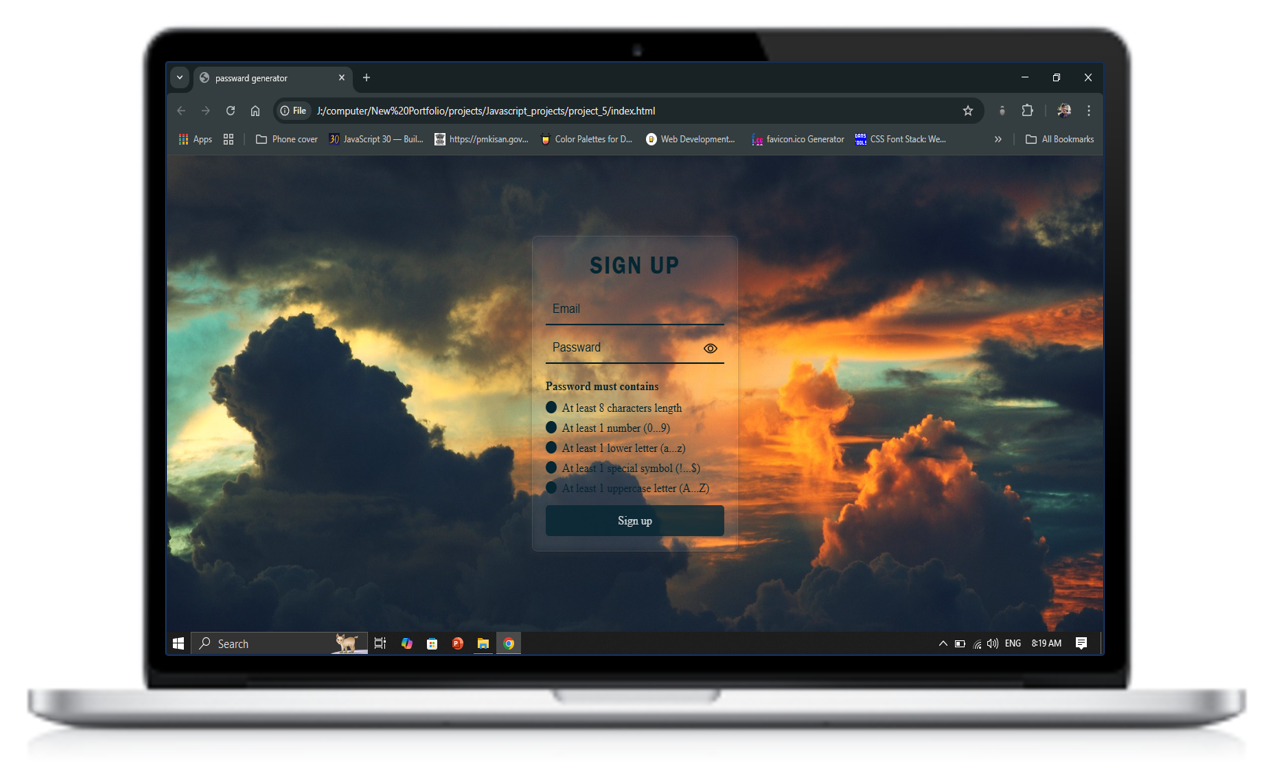 passward generator
File
J:/computer/New%20Portfolio/projects/Javascript_projects/project_5/index.html
Apps
Phone cover
30 JavaScript 30 — Buil...
https://pmkisan.gov...
Color Palettes for D...
Web Development...
favicon.ico Generator
CSS Font Stack: We...
All Bookmarks
SIGN UP
Email
Password
Password must contains
At least 8 characters length
At least 1 number (0...9)
At least 1 lower letter (a...z)
At least 1 special symbol (!...$)
At least 1 uppercase letter (A...Z)
Sign up
Search
ENG
8:19 AM